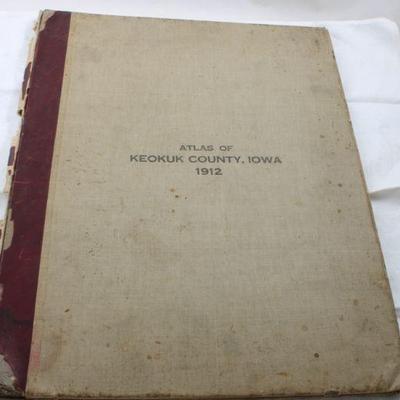 ATLAS OF
KEOKUK COUNTY, IOWA
1912